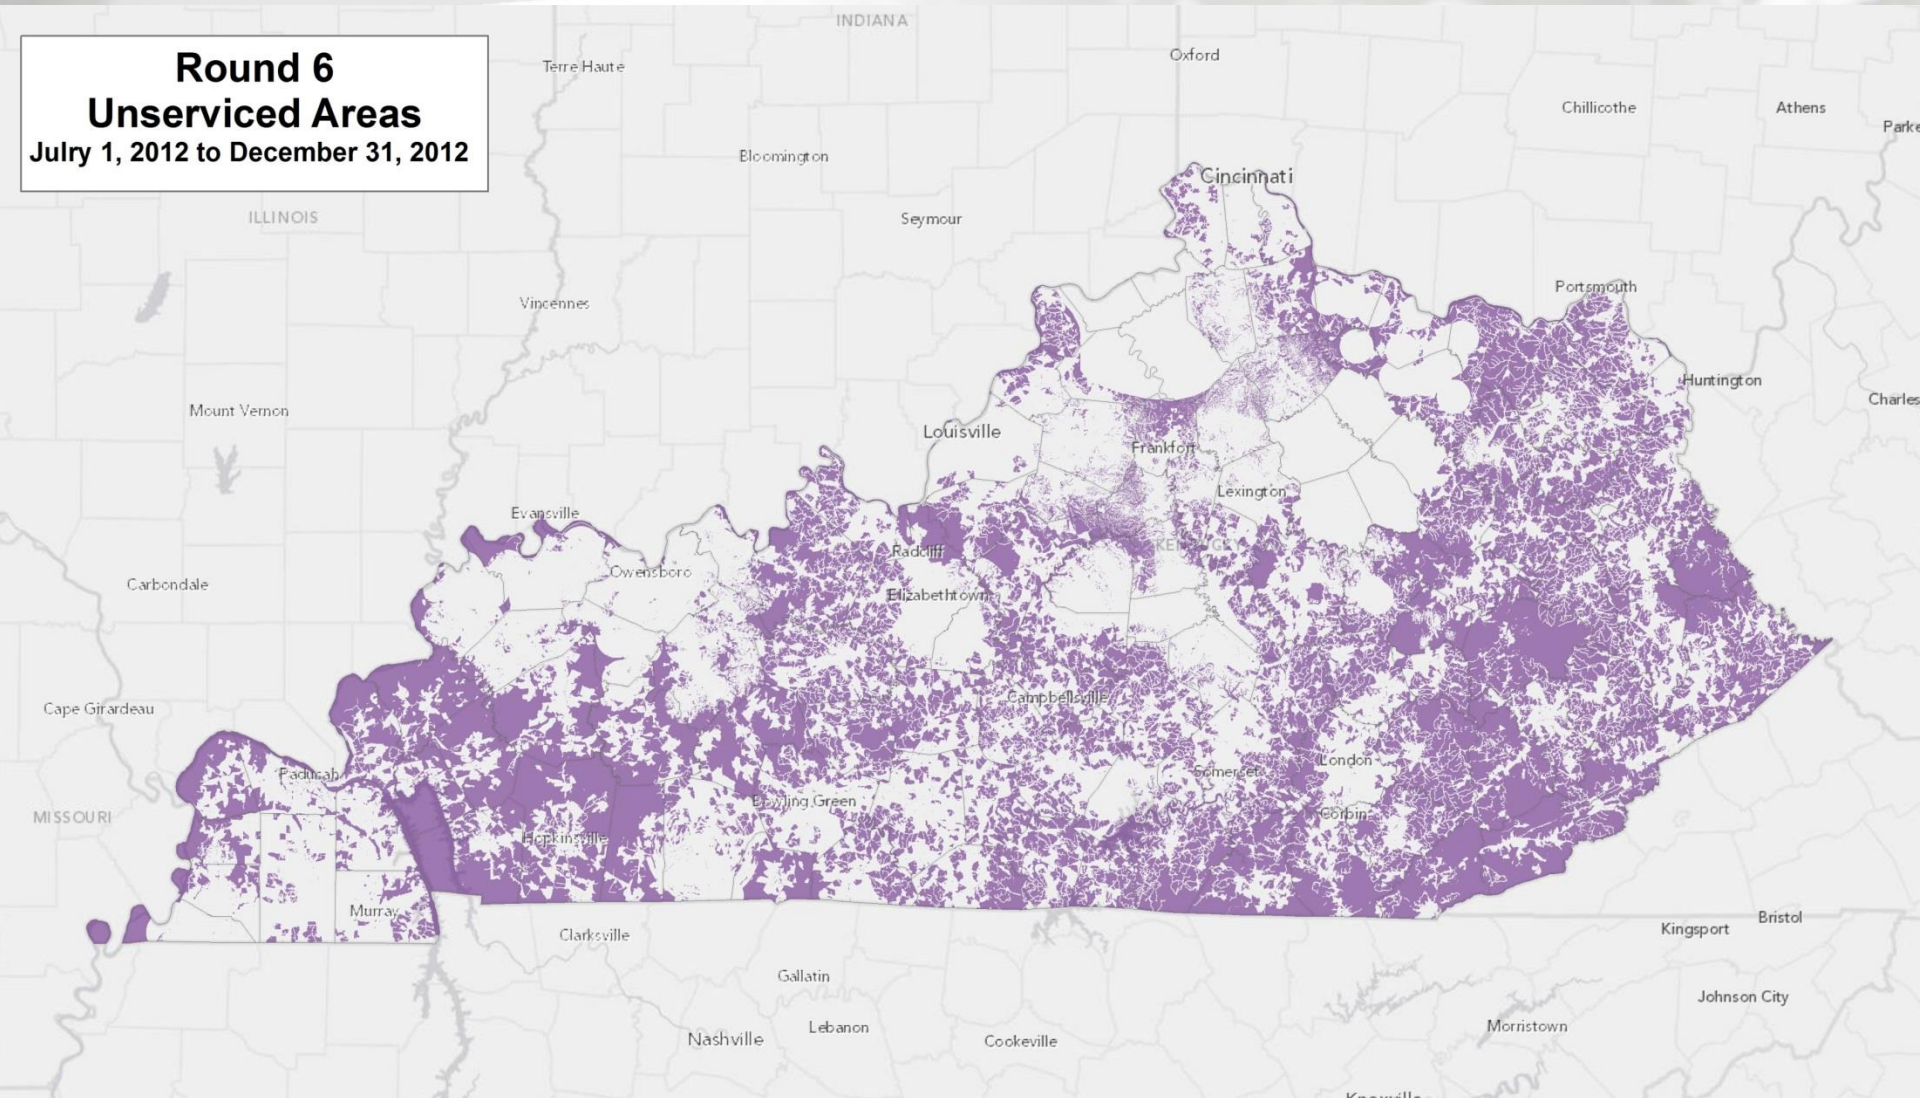 Round 6
Unserviced Areas
Julry 1, 2012 to December 31, 2012
INDIANA
Oxford
Terre Haute
Chillicothe
Athens
Parke
Bloomington
Cincinnati
ILLINOIS
Seymour
Portsmouth
Vincennes
Huntington
Charles
Mount Vernon
Louisville
Frankfort
Lexington
Evansville
Radcliff
KENTUCKY
Owensboro
Carbondale
Elizabethtown
Campbellsville
Cape Girardeau
London
Somerset
Paducah
Bowling Green
MISSOURI
Corbin
Hopkinsville
Murray
Bristol
Kingsport
Clarksville
Gallatin
Johnson City
Morristown
Lebanon
Nashville
Cookeville
Knoxville